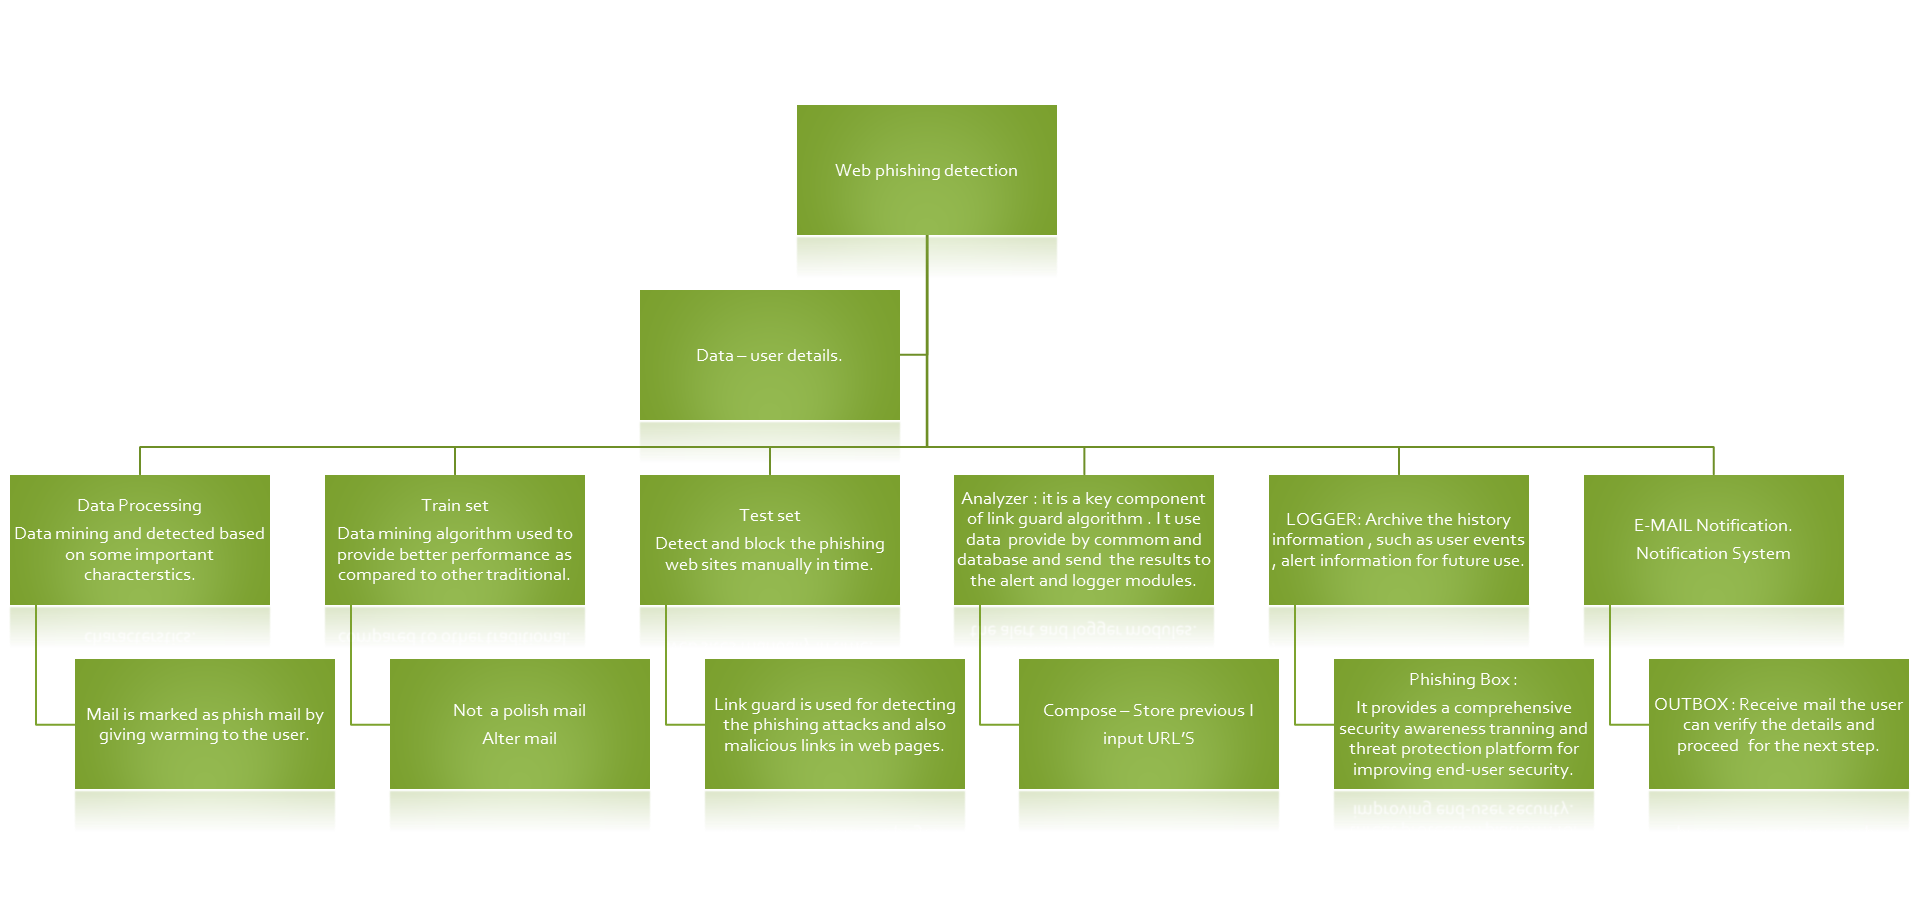 Web phishing detection
Data – user details.
Data Processing
Data mining and detected based
on some important
characterstics.
Train set
Data mining algorithm used to
provide better performance as
compared to other traditional.
Test set
Detect and block the phishing
web sites manually in time.
Analyzer : it is a key component
of link guard algorithm . I t use
data provide by commom and
database and send the results to
the alert and logger modules.
LOGGER: Archive the history
information , such as user events
, alert information for future use.
E-MAIL Notification.
Notification System
Mail is marked as phish mail by
giving warming to the user.
Not a polish mail
Alter mail
Link guard is used for detecting
the phishing attacks and also
malicious links in web pages.
Compose – Store previous I
input URL’S
Phishing Box :
It provides a comprehensive
security awareness tranning and
threat protection platform for
improving end-user security.
OUTBOX : Receive mail the user
can verify the details and
proceed for the next step.